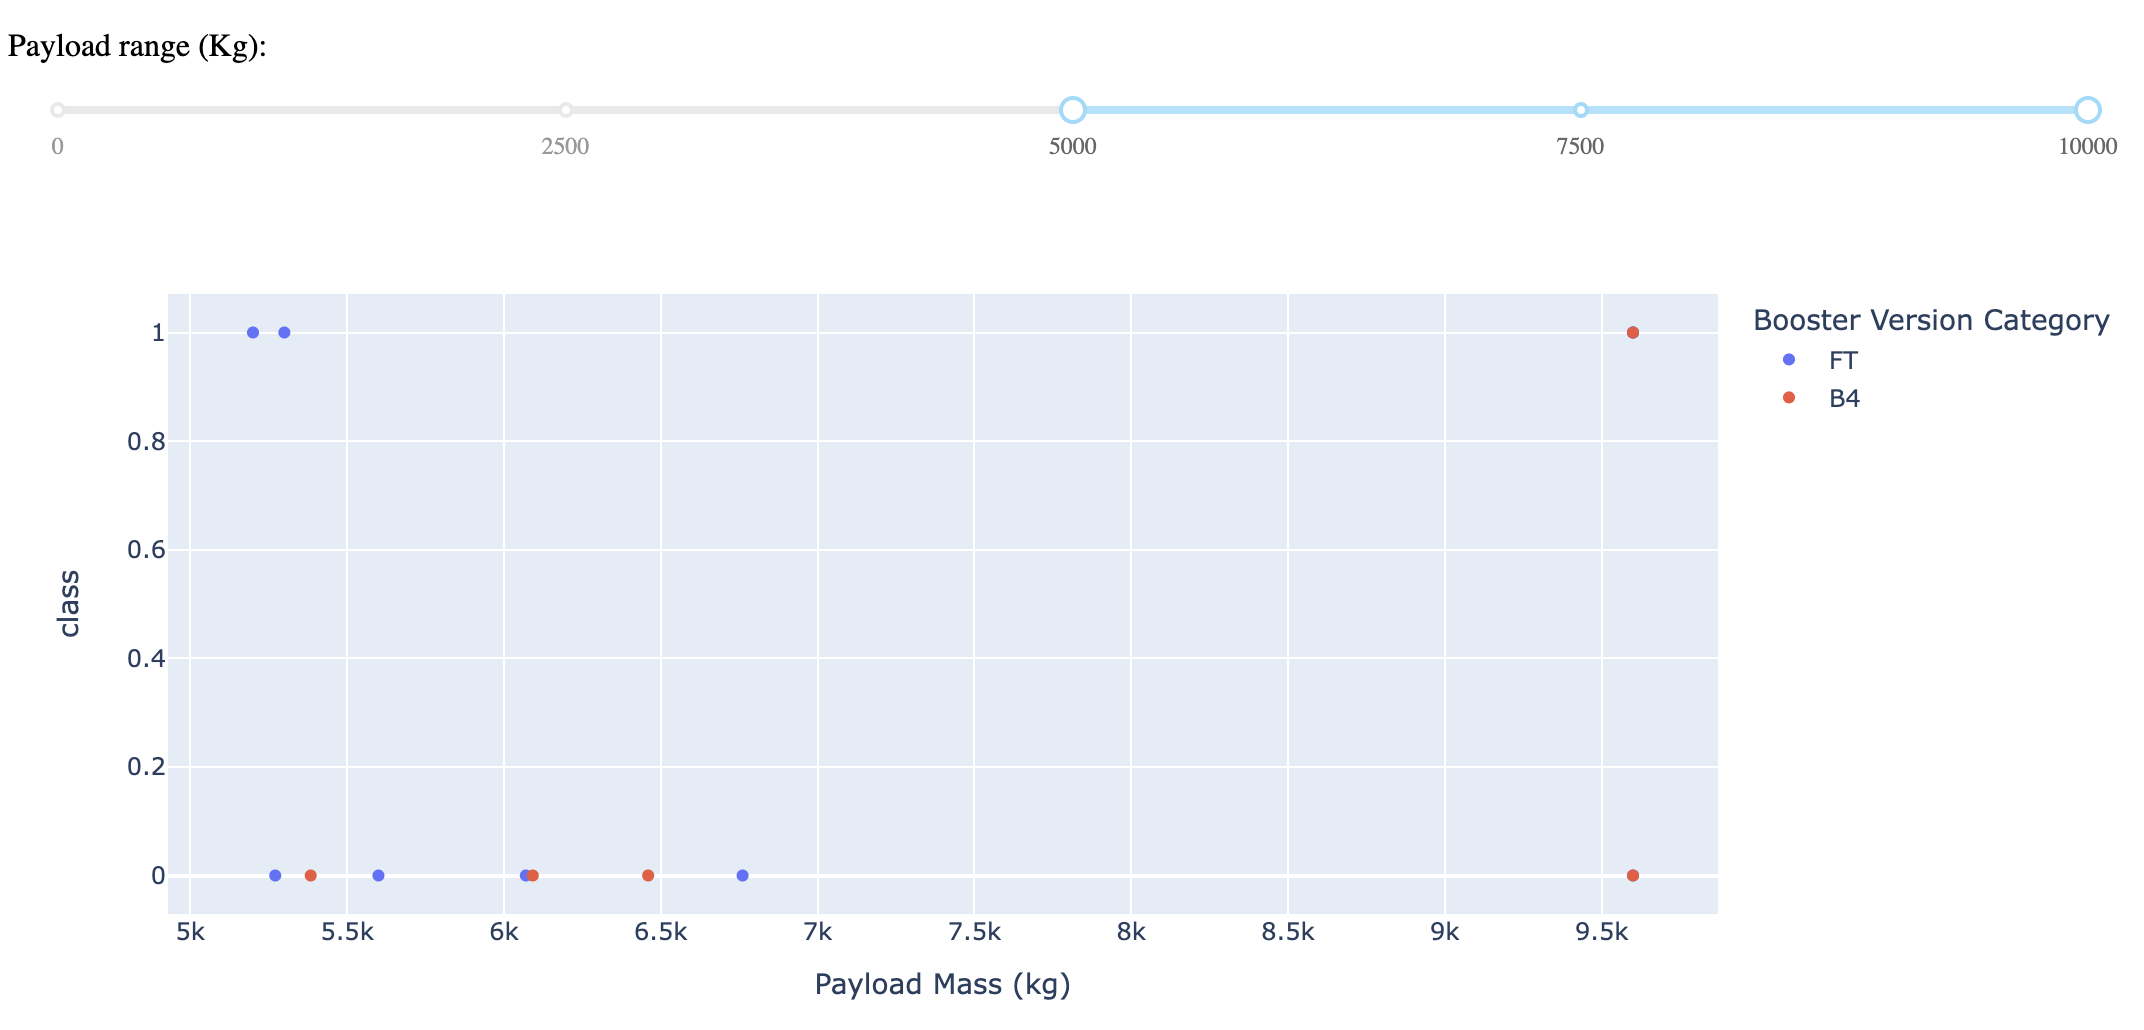 Payload range (Kg):
0 2500 5000 7500 10000
Booster Version Category
FT
B4
1
0.8
0.6
0.4
0.2
0
class
5k 5.5k 6k 6.5k 7k 7.5k 8k 8.5k 9k 9.5k
Payload Mass (kg)